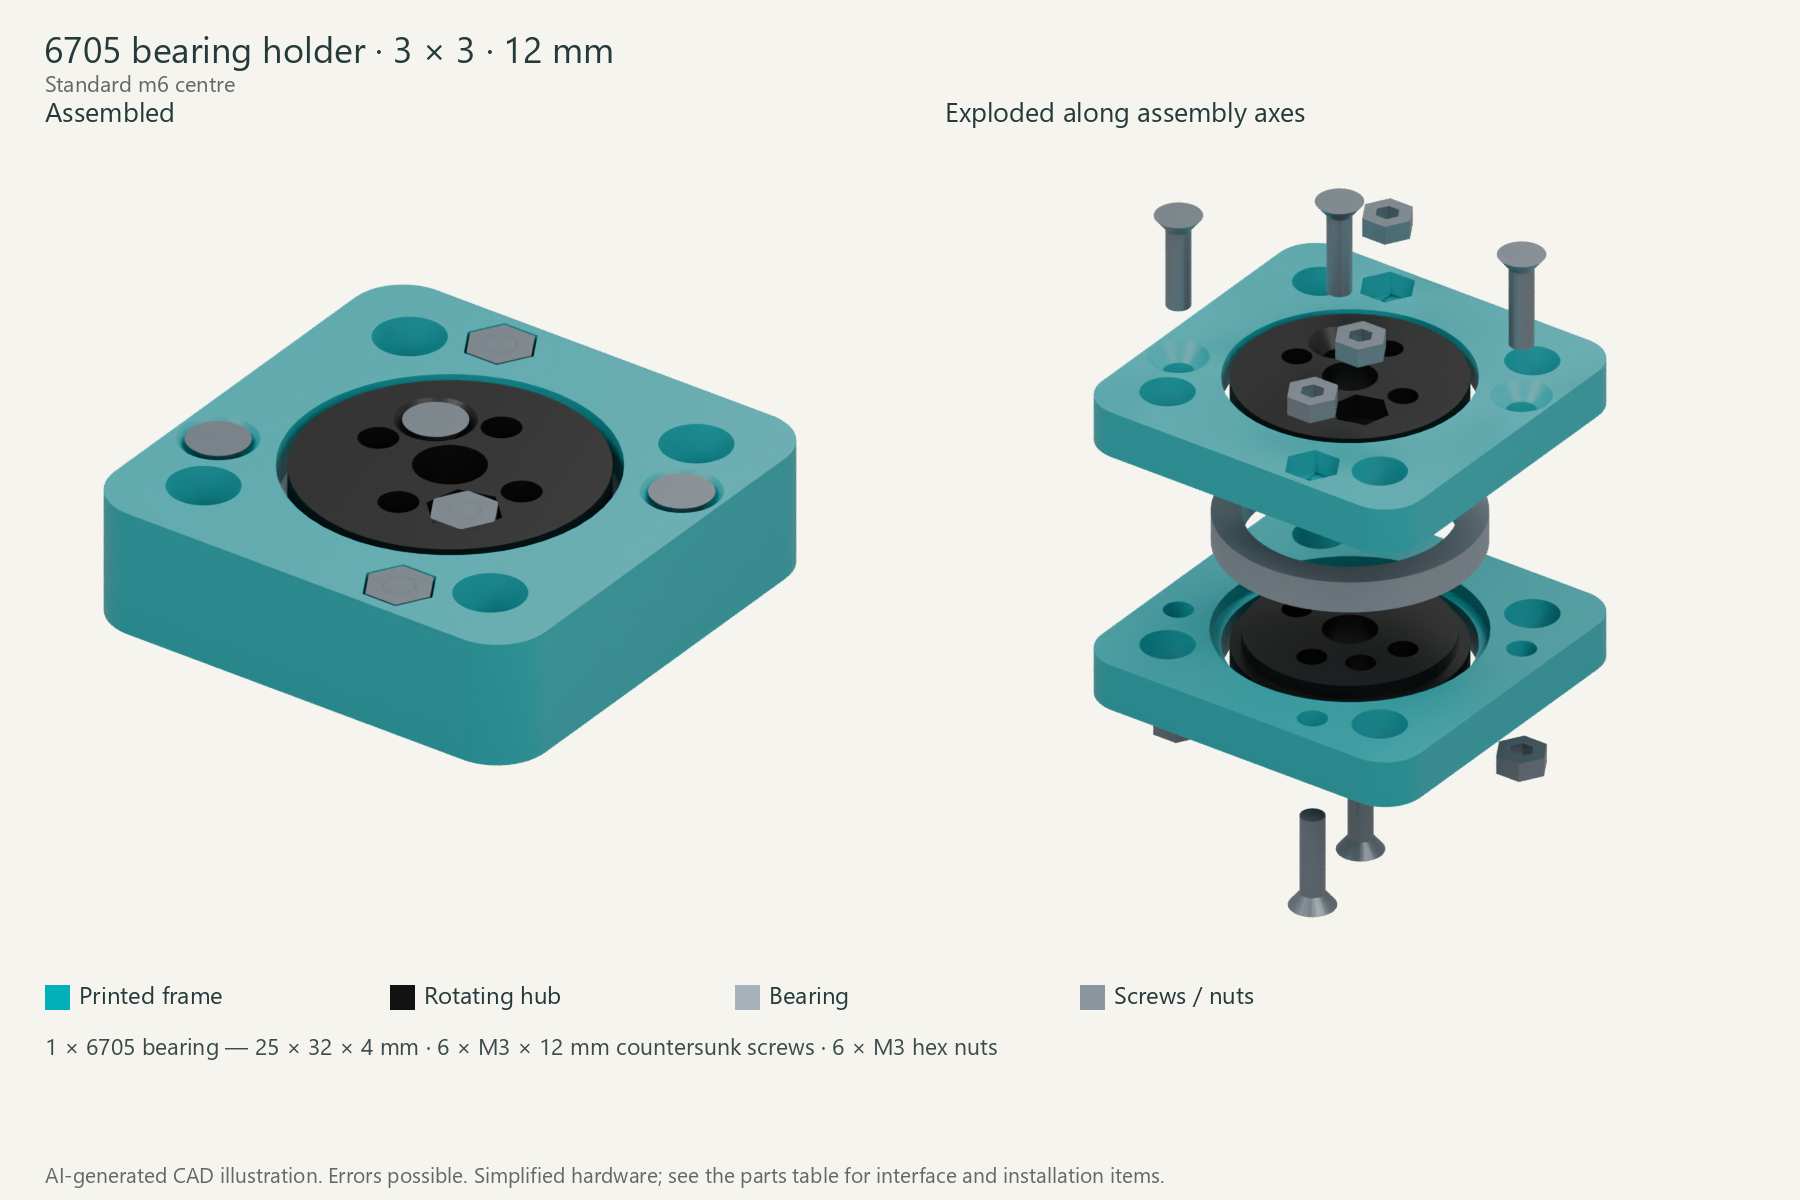 6705 bearing holder · 3 × 3 · 12 mm
Standard m6 centre
Assembled
Exploded along assembly axes
Printed frame
Rotating hub
Bearing
Screws / nuts
1 × 6705 bearing — 25 × 32 × 4 mm · 6 × M3 × 12 mm countersunk screws · 6 × M3 hex nuts
AI-generated CAD illustration. Errors possible. Simplified hardware; see the parts table for interface and installation items.